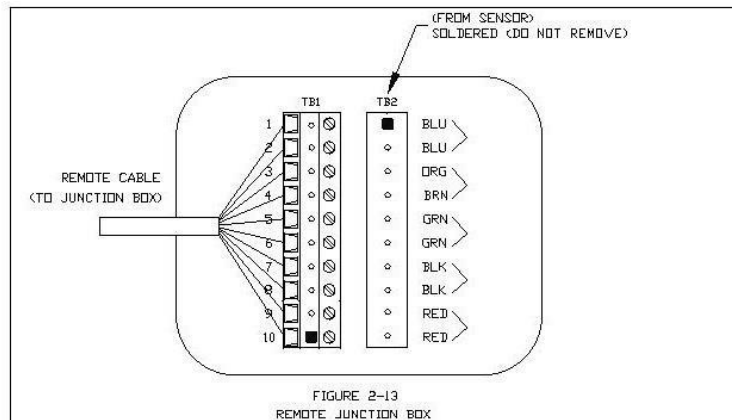 (FROM SENSOR)
SOLDERED (DO NOT REMOVE)
TB1
TB2
REMOTE CABLE
(TO JUNCTION BOX)
1
2
3
4
5
6
7
8
9
10
BLU
BLU
ORG
BRN
GRN
GRN
BLK
BLK
RED
RED
FIGURE 2-13
REMOTE JUNCTION BOX